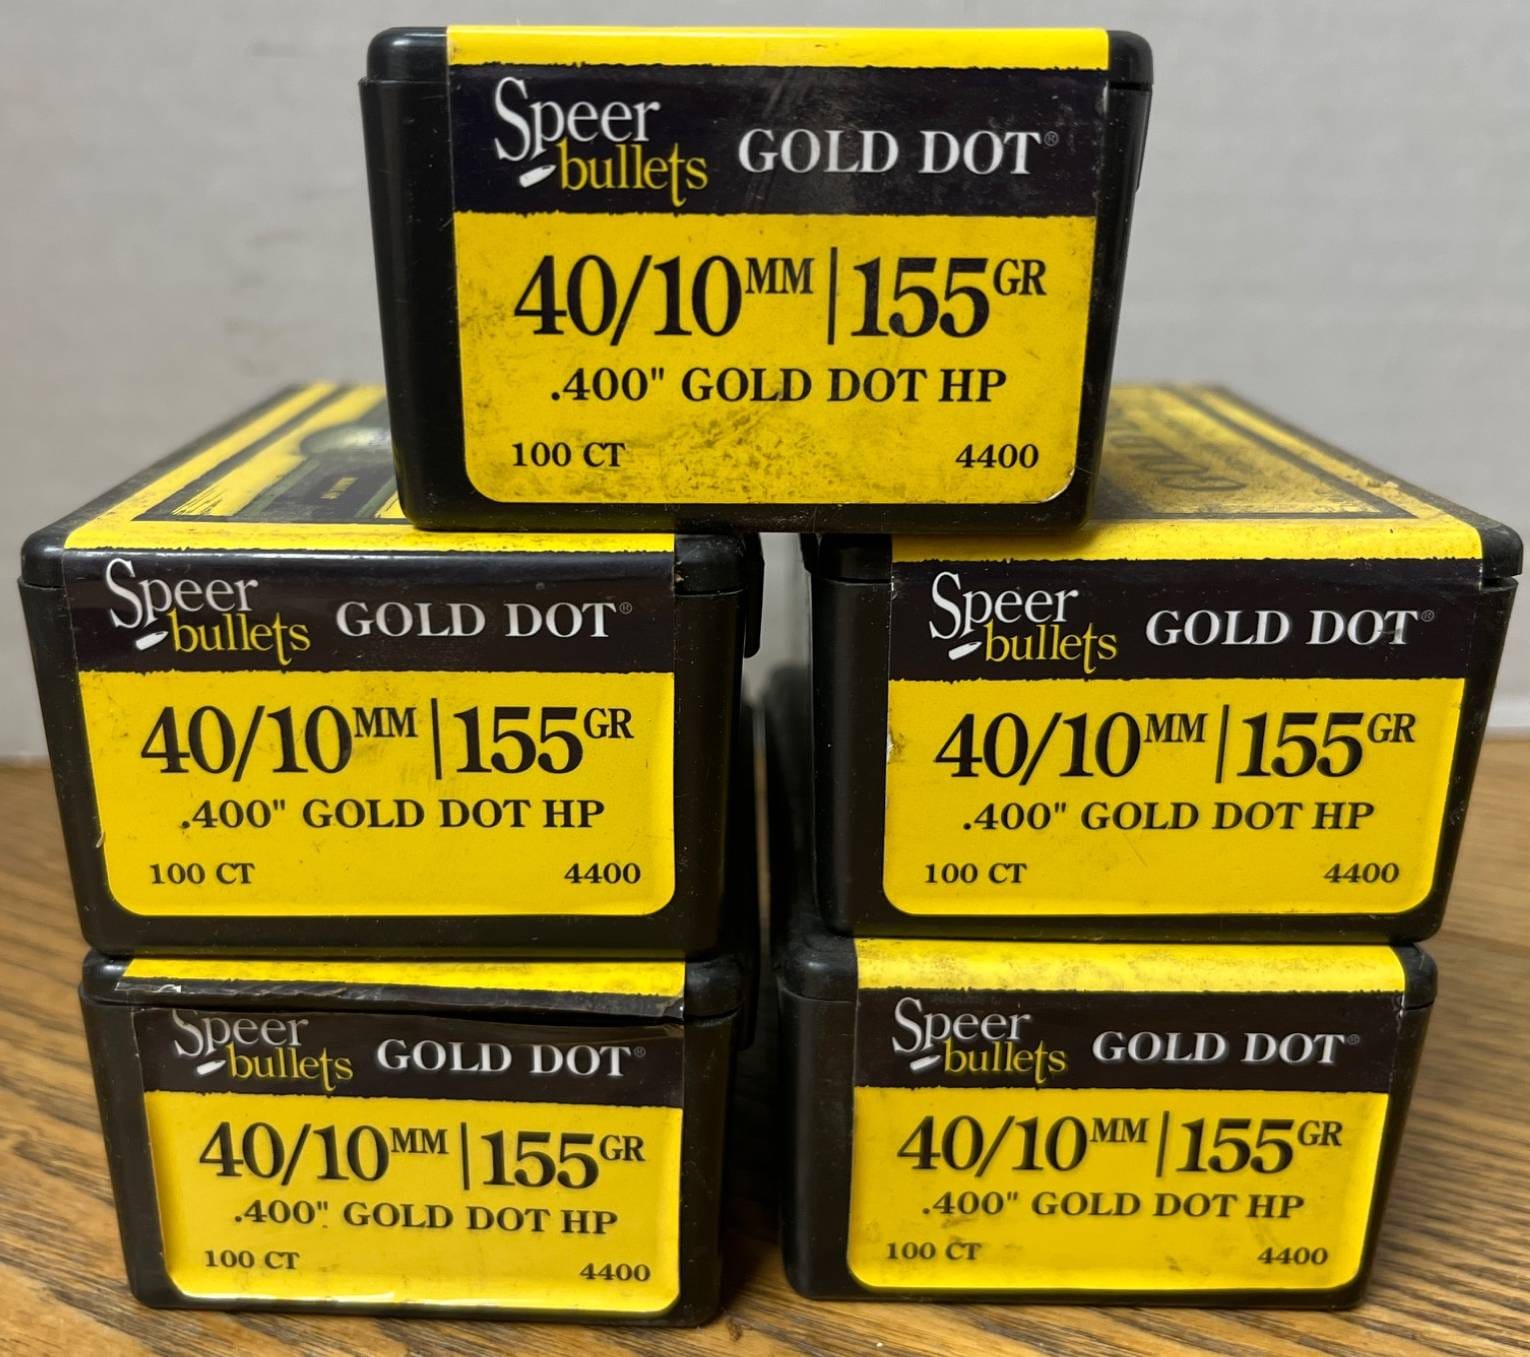 Speer
bullets
GOLD DOT®
40/10MM | 155GR
.400" GOLD DOT HP
100 CT 4400
GOLD
Speer
bullets
GOLD DOT®
40/10MM | 155GR
.400" GOLD DOT HP
100 CT 4400
Speer
bullets
GOLD DOT®
40/10MM | 155GR
.400" GOLD DOT HP
100 CT 4400
Speer
bullets
GOLD DOT®
40/10MM | 155GR
.400" GOLD DOT HP
100 CT 4400
Speer
bullets
GOLD DOT®
40/10MM | 155GR
.400" GOLD DOT HP
100 CT 4400